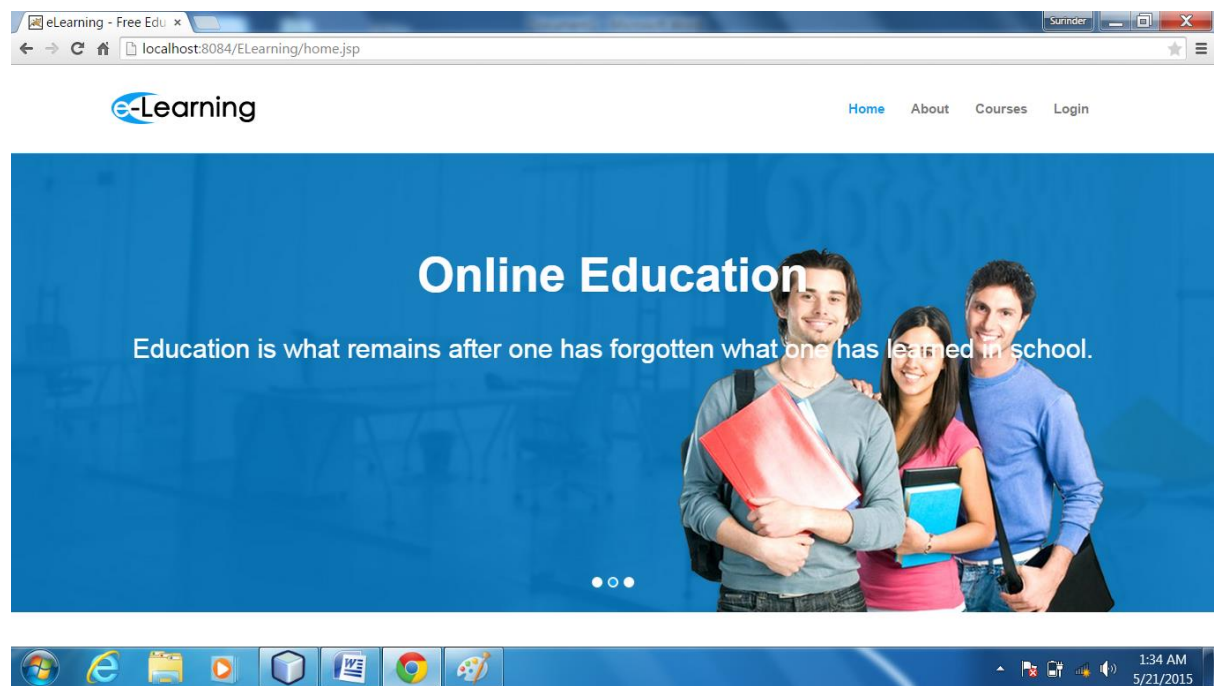 eLearning - Free Edu
Surinder
localhost:8084/ELearning/home.jsp
e-Learning
Home About Courses Login
Online Education
Education is what remains after one has forgotten what one has learned in school.
1:34 AM
5/21/2015